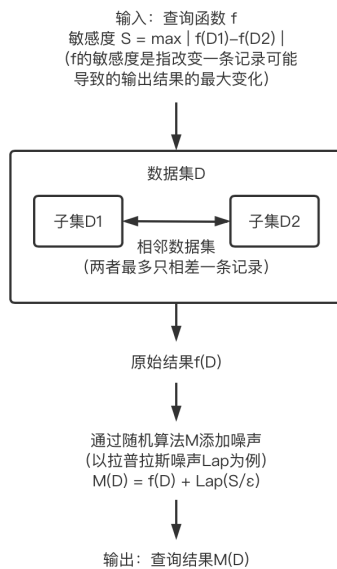 输入：查询函数 f
敏感度 S = max | f(D1)-f(D2) |
（f的敏感度是指改变一条记录可能
导致的输出结果的最大变化）
数据集D
子集D1
子集D2
相邻数据集
（两者最多只相差一条记录）
原始结果f(D)
通过随机算法M添加噪声
（以拉普拉斯噪声Lap为例）
M(D) = f(D) + Lap(S/ε)
输出：查询结果M(D)